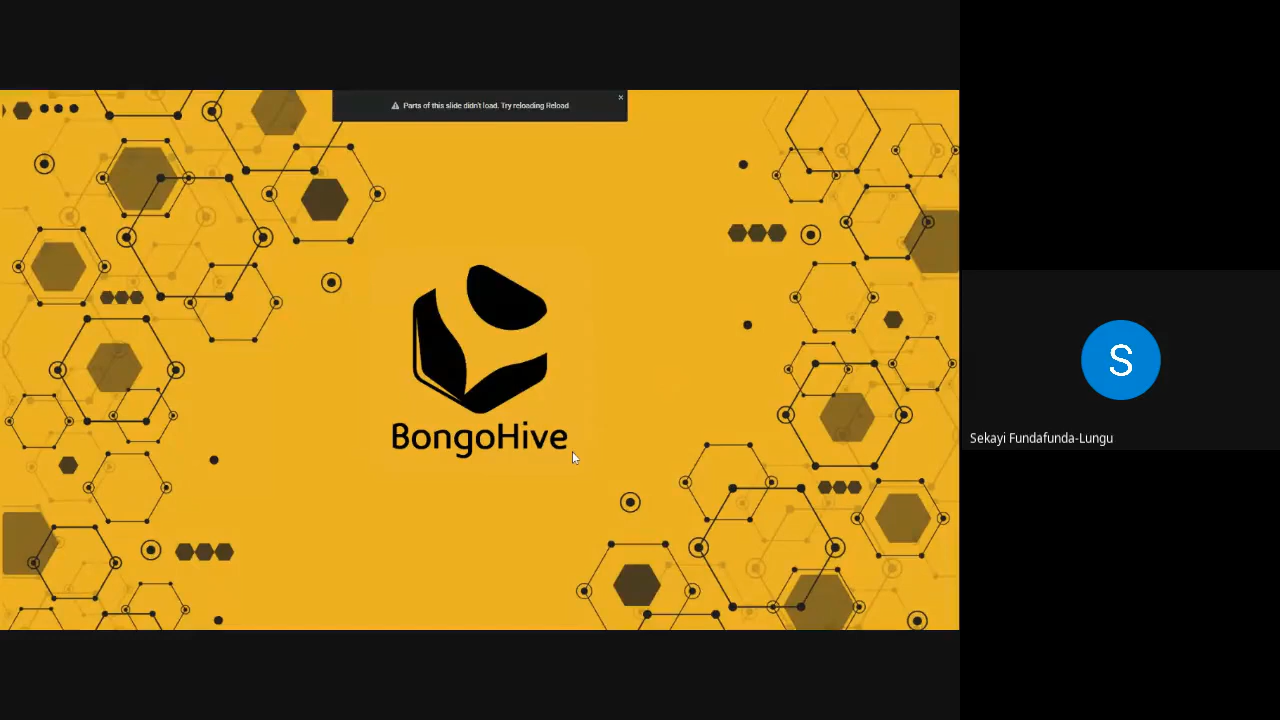 Parts of this slide didn't load. Try reloading Reload
BongoHive
S
Sekayi Fundafunda-Lungu